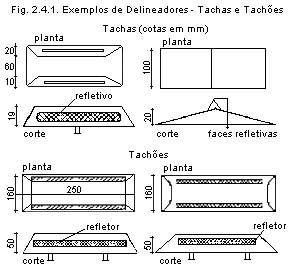 Fig. 2.4.1. Exemplos de Delineadores - Tachas e Tachões
Tachas (cotas em mm)
planta
planta
20
60
10
100
refletivo
19
20
corte
corte
faces refletivas
Tachões
planta
planta
160
250
160
refletor
refletor
50
50
corte
corte